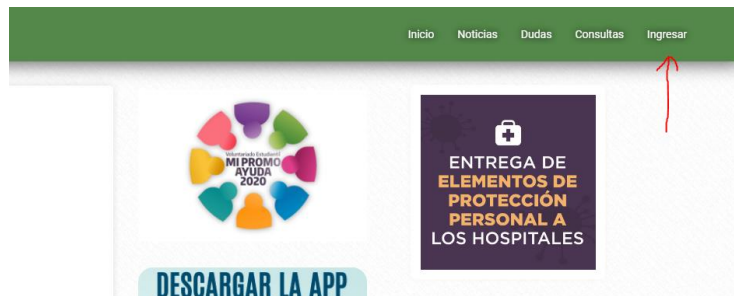 Inicio Noticias Dudas Consultas Ingresar
Voluntariado Estudiantil
MI PROMO
AYUDA
2020
ENTREGA DE
ELEMENTOS DE
PROTECCIÓN
PERSONAL A
LOS HOSPITALES
DESCARGAR LA APP